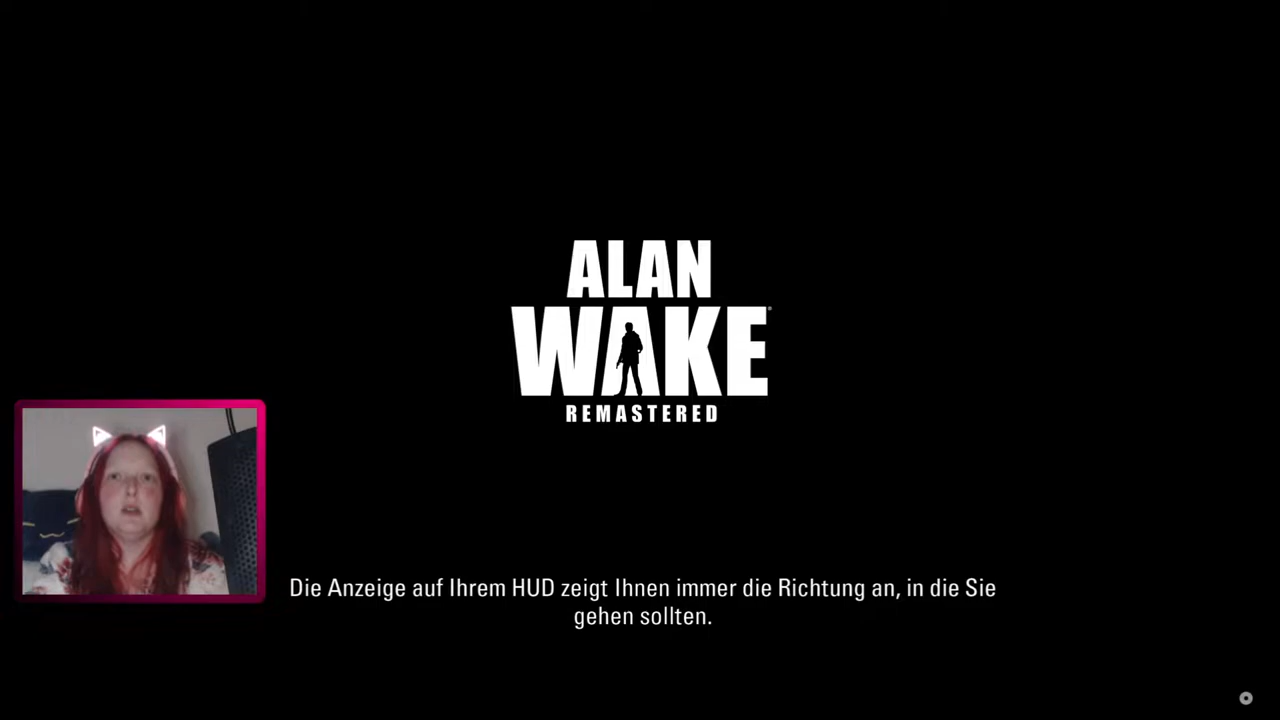 ALAN
WAKE
REMASTERED
Die Anzeige auf Ihrem HUD zeigt Ihnen immer die Richtung an, in die Sie
gehen sollten.